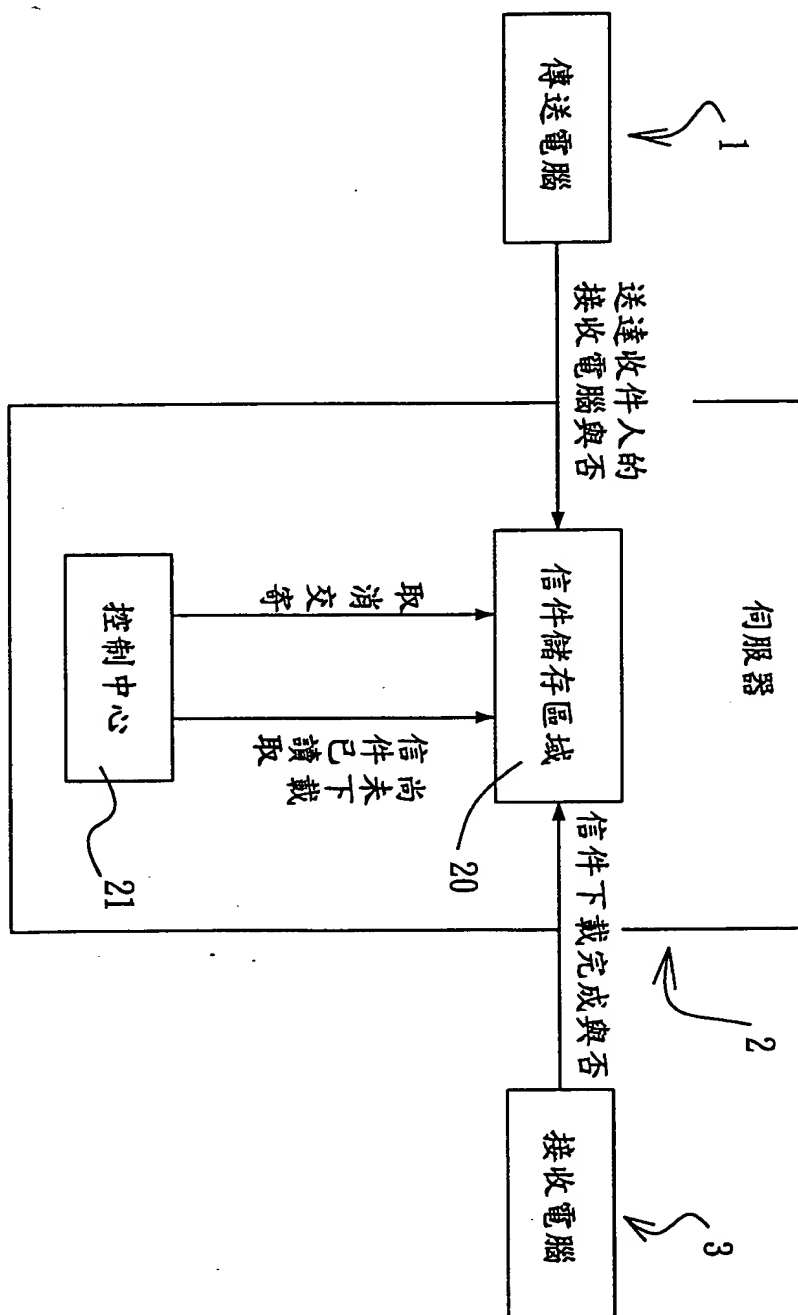 伺服器
2
1
傳送電腦
送達收件人的
接收電腦與否
信件儲存區域
20
信件下載完成與否
3
接收電腦
取消交寄
信件已讀取
尚未下載
控制中心
21